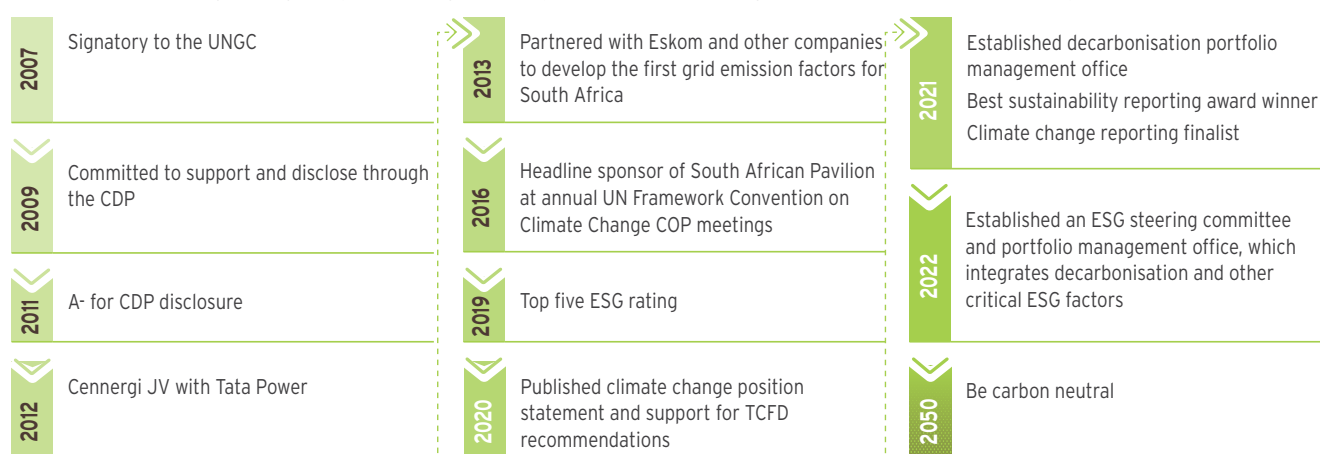 2007
Signatory to the UNGC
2009
Committed to support and disclose through
the CDP
2011
A- for CDP disclosure
2012
Cennergi JV with Tata Power
2013
Partnered with Eskom and other companies
to develop the first grid emission factors for
South Africa
2016
Headline sponsor of South African Pavilion
at annual UN Framework Convention on
Climate Change COP meetings
2019
Top five ESG rating
2020
Published climate change position
statement and support for TCFD
recommendations
2021
Established decarbonisation portfolio
management office
Best sustainability reporting award winner
Climate change reporting finalist
2022
Established an ESG steering committee
and portfolio management office, which
integrates decarbonisation and other
critical ESG factors
2050
Be carbon neutral